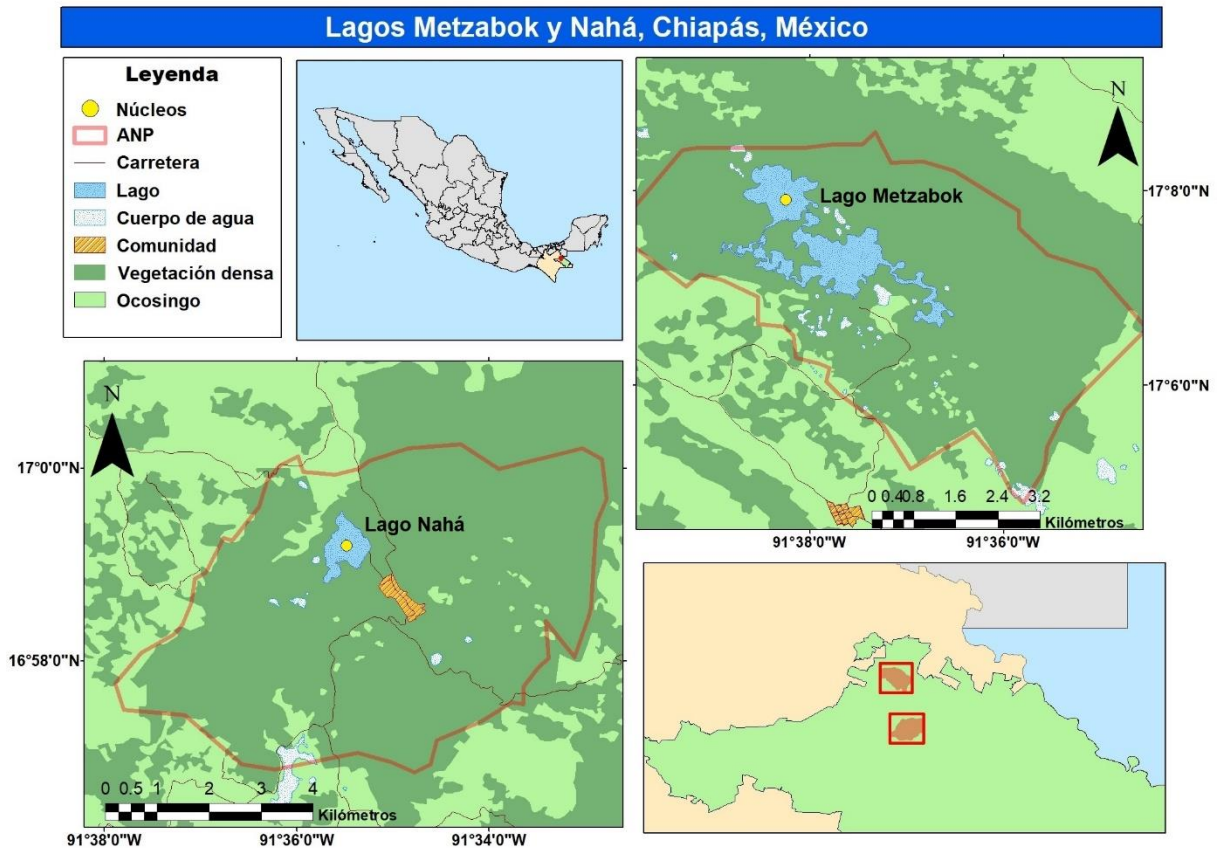 Lagos Metzabok y Nahá, Chiapás, México
Leyenda
Núcleos
ANP
Carretera
Lago
Cuerpo de agua
Comunidad
Vegetación densa
Ocosingo
N
Lago Metzabok
17°8'0"N
17°6'0"N
0 0.4 0.8 1.6 2.4 3.2
Kilómetros
91°38'0"W 91°36'0"W
N
17°0'0"N
Lago Nahá
16°58'0"N
0 0.5 1 2 3 4
Kilómetros
91°38'0"W 91°36'0"W 91°34'0"W